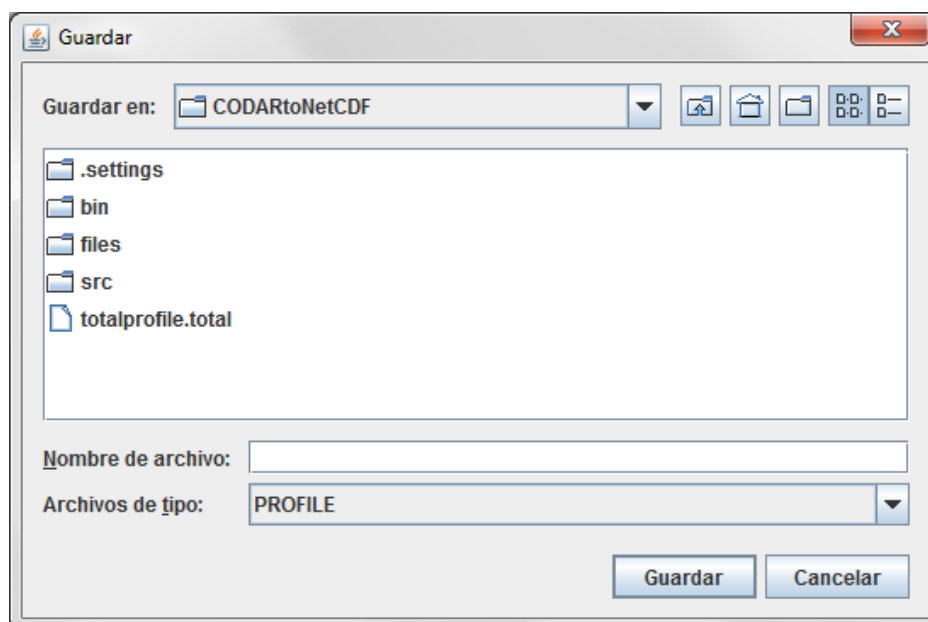 Guardar
Guardar en: CODARtoNetCDF
.settings
bin
files
src
totalprofile.total
Nombre de archivo:
Archivos de tipo: PROFILE
Guardar Cancelar